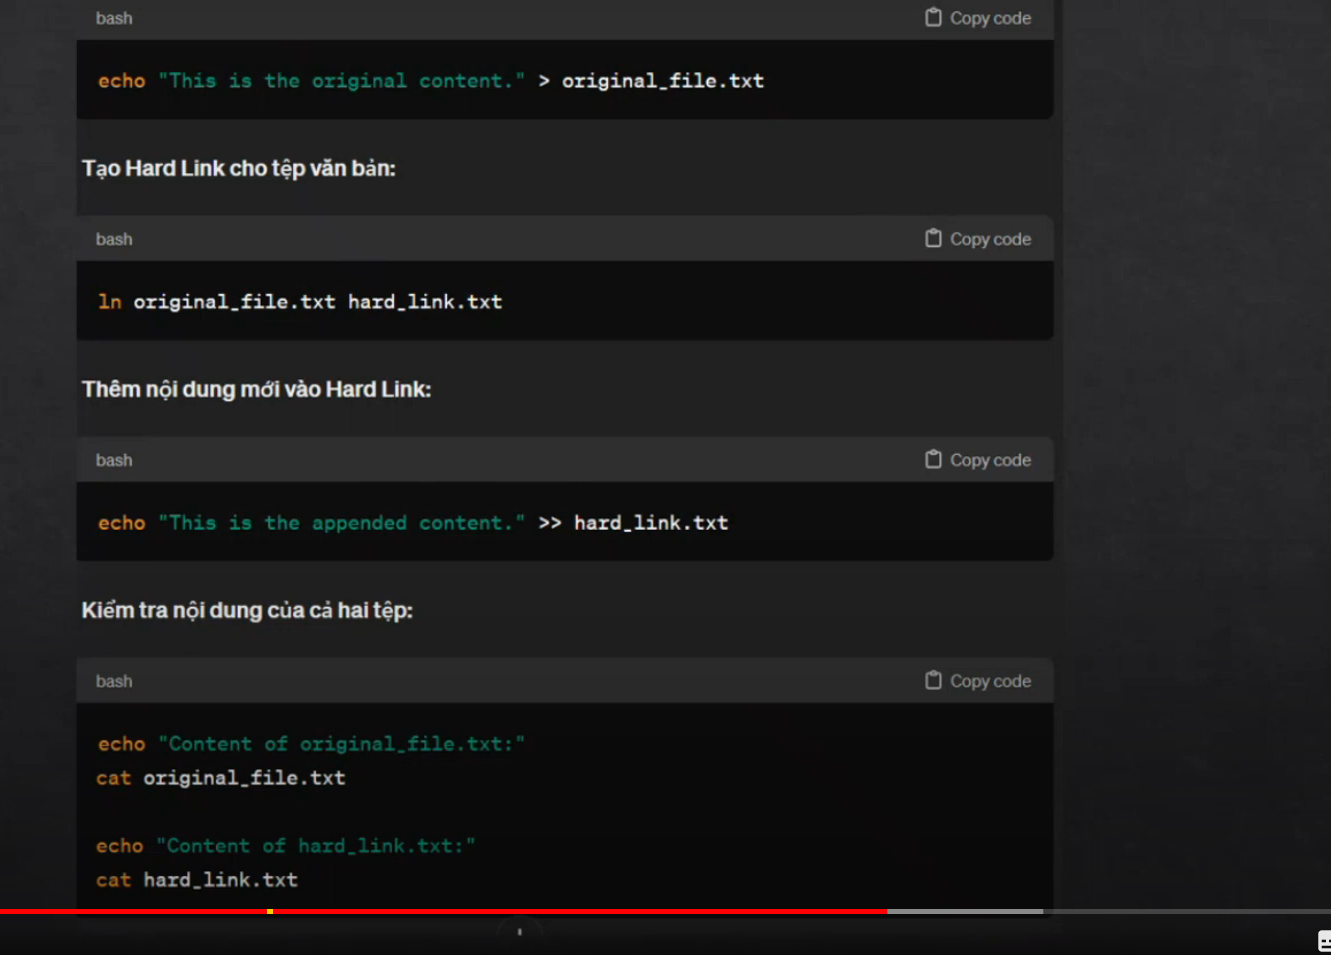 bash
Copy code
echo "This is the original content." > original_file.txt
Tạo Hard Link cho tệp văn bản:
bash
Copy code
ln original_file.txt hard_link.txt
Thêm nội dung mới vào Hard Link:
bash
Copy code
echo "This is the appended content." >> hard_link.txt
Kiểm tra nội dung của cả hai tệp:
bash
Copy code
echo "Content of original_file.txt:"
cat original_file.txt
echo "Content of hard_link.txt:"
cat hard_link.txt